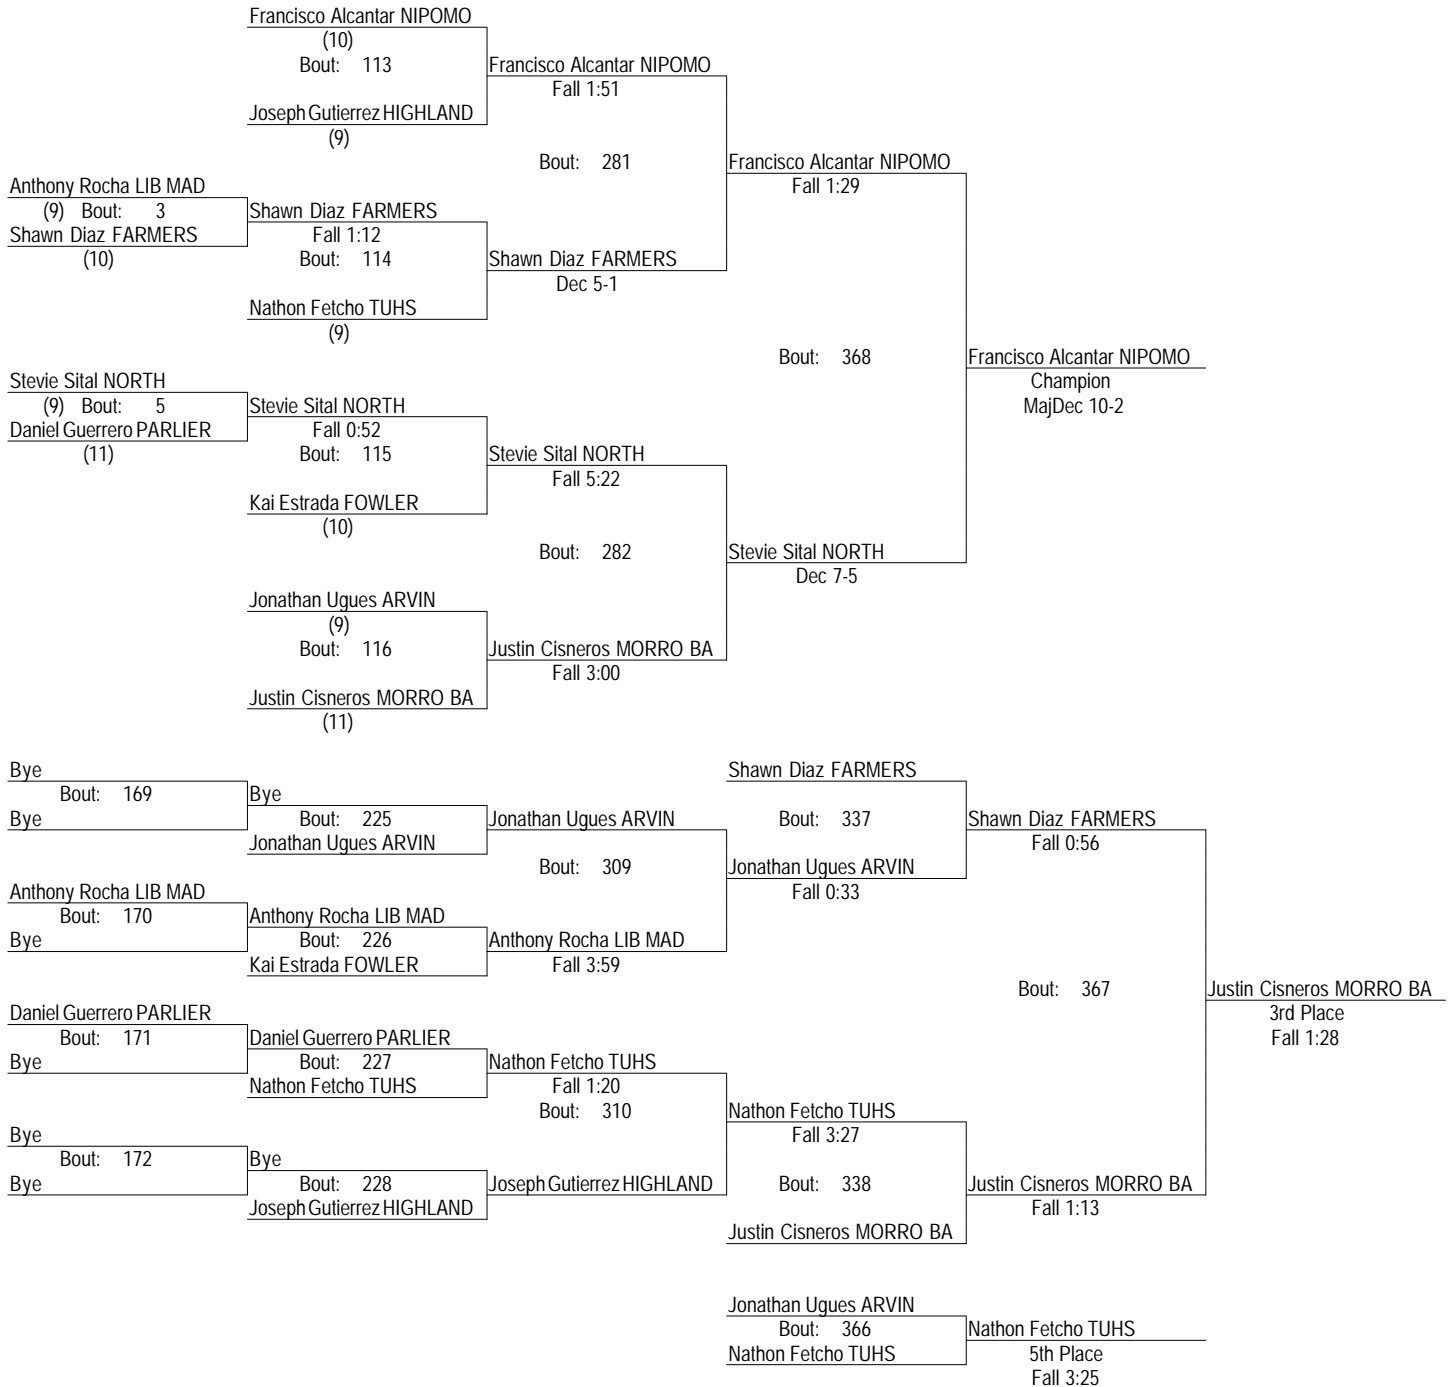 Francisco Alcantar NIPOMO
(10)
Bout: 113
Francisco Alcantar NIPOMO
Fall 1:51
Joseph Gutierrez HIGHLAND
(9)
Bout: 281
Francisco Alcantar NIPOMO
Fall 1:29
Anthony Rocha LIB MAD
(9) Bout: 3
Shawn Diaz FARMERS
Fall 1:12
Shawn Diaz FARMERS
(10)
Bout: 114
Shawn Diaz FARMERS
Dec 5-1
Nathon Fetcho TUHS
(9)
Bout: 368
Francisco Alcantar NIPOMO
Champion
MajDec 10-2
Stevie Sital NORTH
(9) Bout: 5
Stevie Sital NORTH
Fall 0:52
Daniel Guerrero PARLIER
(11)
Bout: 115
Stevie Sital NORTH
Fall 5:22
Kai Estrada FOWLER
(10)
Bout: 282
Stevie Sital NORTH
Dec 7-5
Jonathan Ugues ARVIN
(9)
Bout: 116
Justin Cisneros MORRO BA
Fall 3:00
Justin Cisneros MORRO BA
(11)
Bye
Bout: 169
Bye
Bye
Bout: 225
Jonathan Ugues ARVIN
Jonathan Ugues ARVIN
Bout: 309
Shawn Diaz FARMERS
Bout: 337
Shawn Diaz FARMERS
Fall 0:56
Jonathan Ugues ARVIN
Fall 0:33
Anthony Rocha LIB MAD
Bout: 170
Bye
Anthony Rocha LIB MAD
Bout: 226
Kai Estrada FOWLER
Anthony Rocha LIB MAD
Fall 3:59
Bout: 367
Justin Cisneros MORRO BA
3rd Place
Fall 1:28
Daniel Guerrero PARLIER
Bout: 171
Bye
Daniel Guerrero PARLIER
Bout: 227
Nathon Fetcho TUHS
Nathon Fetcho TUHS
Fall 1:20
Bout: 310
Nathon Fetcho TUHS
Fall 3:27
Bye
Bout: 172
Bye
Bye
Bout: 228
Joseph Gutierrez HIGHLAND
Joseph Gutierrez HIGHLAND
Bout: 338
Justin Cisneros MORRO BA
Fall 1:13
Justin Cisneros MORRO BA
Jonathan Ugues ARVIN
Bout: 366
Nathon Fetcho TUHS
Nathon Fetcho TUHS
5th Place
Fall 3:25